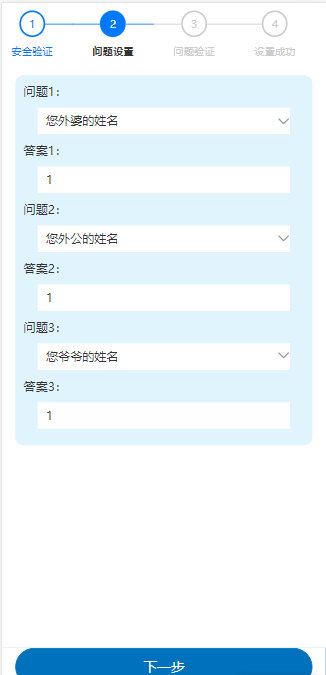 1 2 3 4
安全验证 问题设置 问题验证 设置成功
问题1：
您外婆的姓名
答案1：
1
问题2：
您外公的姓名
答案2：
1
问题3：
您爷爷的姓名
答案3：
1
下一步